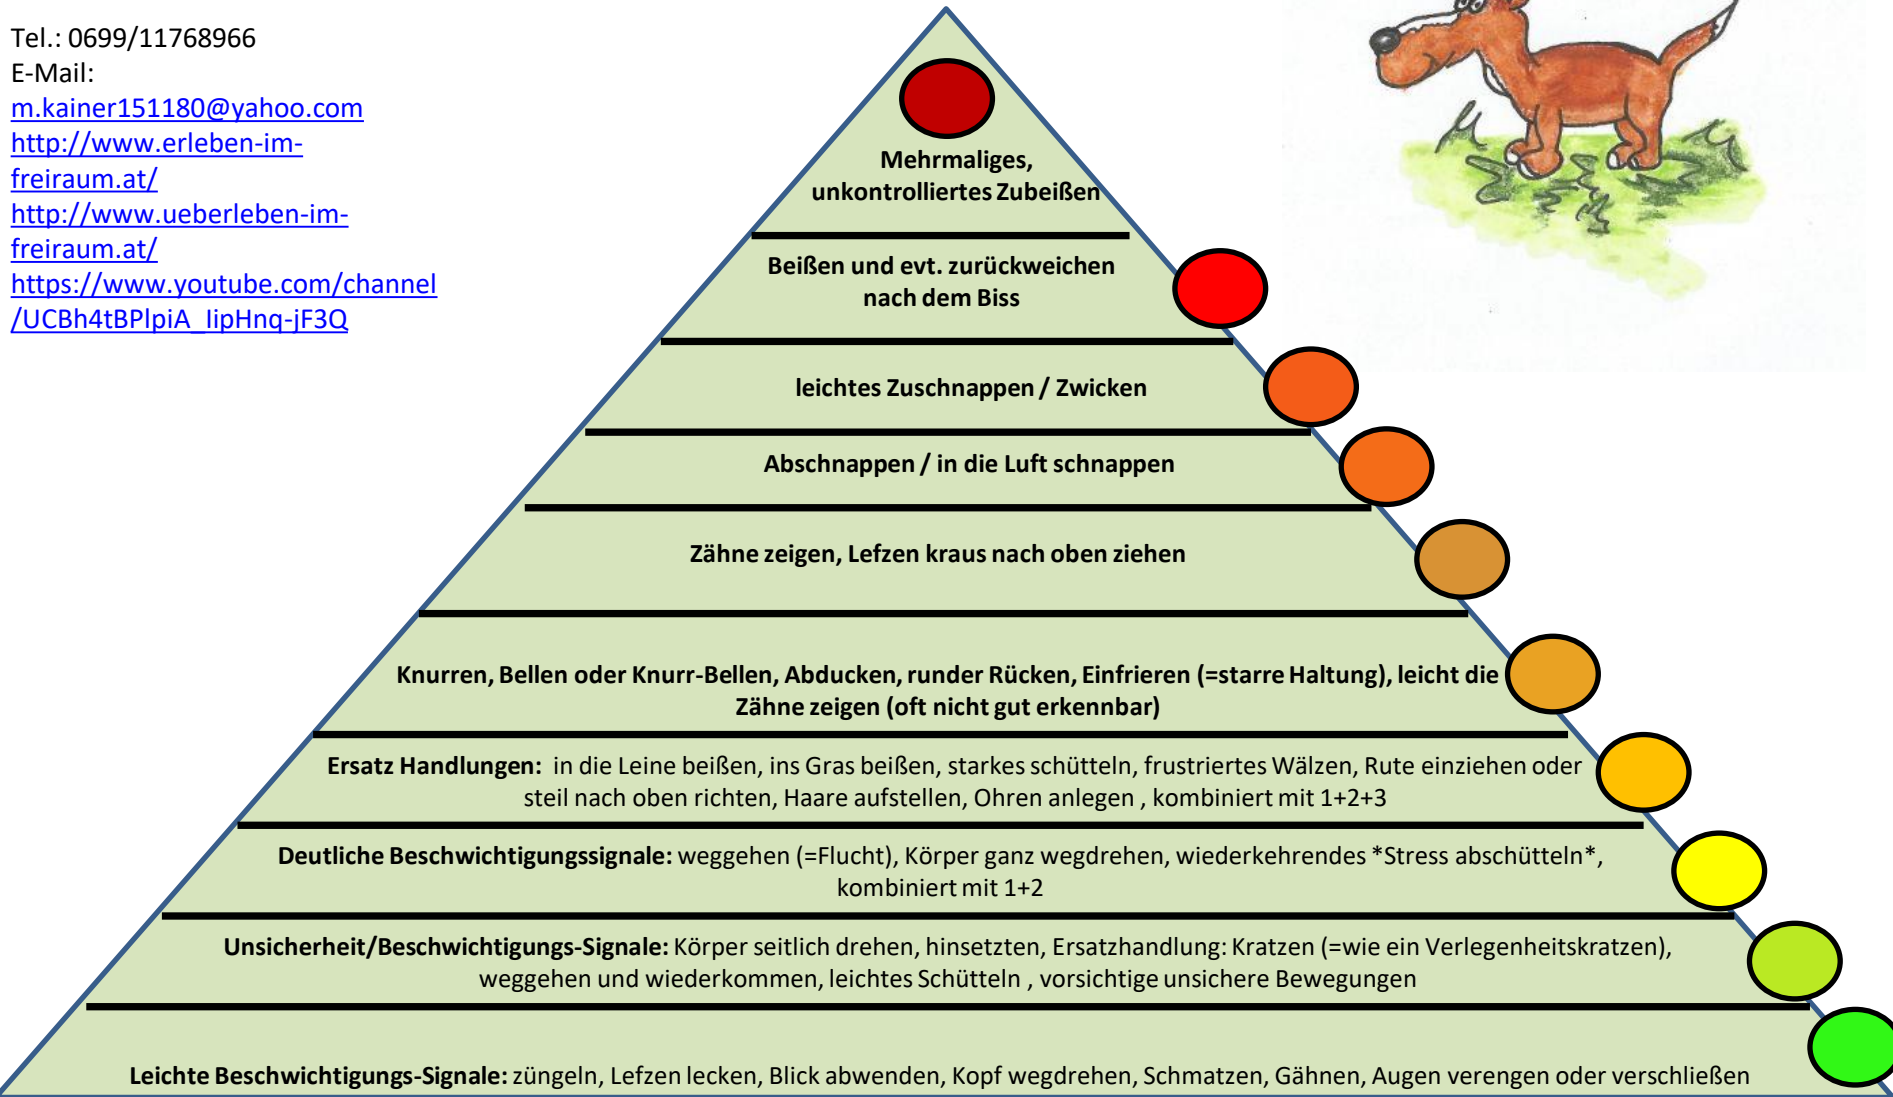 Tel.: 0699/11768966
E-Mail:
m.kainer151180@yahoo.com
http://www.erleben-im-
freiraum.at/
http://www.ueberleben-im-
freiraum.at/
https://www.youtube.com/channel
/UCBh4tBPlpiA_IipHnq-jF3Q
Mehrmaliges,
unkontrolliertes Zubeißen
Beißen und evt. zurückweichen
nach dem Biss
leichtes Zuschnappen / Zwicken
Abschnappen / in die Luft schnappen
Zähne zeigen, Lefzen kraus nach oben ziehen
Knurren, Bellen oder Knurr-Bellen, Abducken, runder Rücken, Einfrieren (=starre Haltung), leicht die
Zähne zeigen (oft nicht gut erkennbar)
Ersatz Handlungen: in die Leine beißen, ins Gras beißen, starkes schütteln, frustriertes Wälzen, Rute einziehen oder
steil nach oben richten, Haare aufstellen, Ohren anlegen , kombiniert mit 1+2+3
Deutliche Beschwichtigungssignale: weggehen (=Flucht), Körper ganz wegdrehen, wiederkehrendes *Stress abschütteln*,
kombiniert mit 1+2
Unsicherheit/Beschwichtigungs-Signale: Körper seitlich drehen, hinsetzten, Ersatzhandlung: Kratzen (=wie ein Verlegenheitskratzen),
weggehen und wiederkommen, leichtes Schütteln , vorsichtige unsichere Bewegungen
Leichte Beschwichtigungs-Signale: züngeln, Lefzen lecken, Blick abwenden, Kopf wegdrehen, Schmatzen, Gähnen, Augen verengen oder verschließen